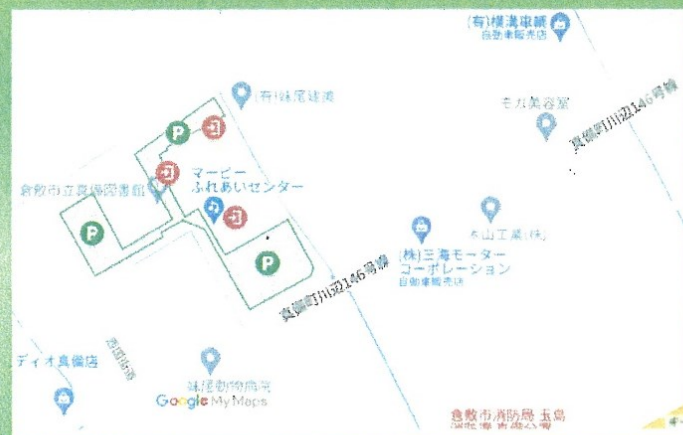 (有)横溝車輌
自動車販売店
(有)妹尾建美
モカ美容室
真備町川辺146号線
P
マービー
ふれあいセンター
倉敷市立真備図書館
P
P
木山工業(株)
(株)三海モーター
コーポレーション
自動車販売店
真備町川辺146号線
ディオ真備店
妹尾動物病院
Google My Maps
倉敷市消防局 玉島